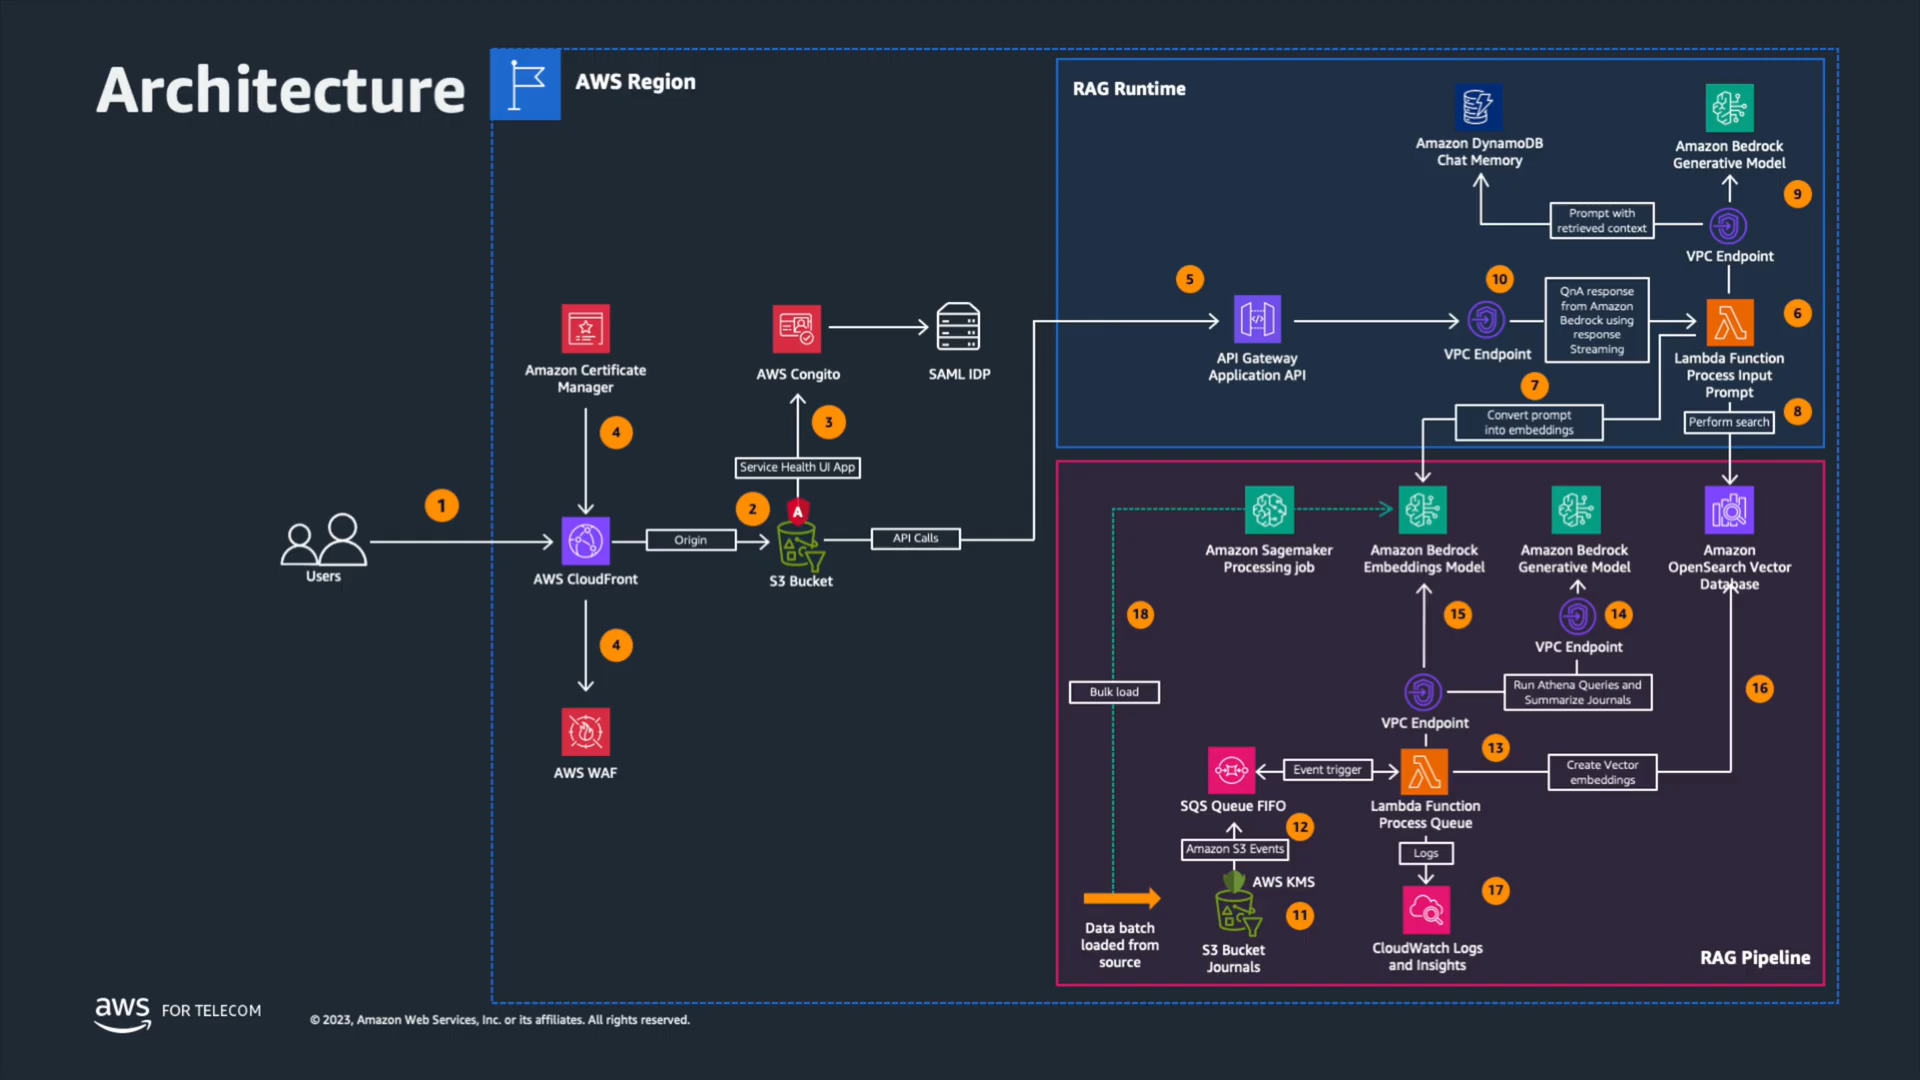 Architecture
AWS Region
RAG Runtime
Amazon DynamoDB
Chat Memory
Amazon Bedrock
Generative Model
9
Prompt with
retrieved context
VPC Endpoint
5
10
QnA response
from Amazon
Bedrock using
response
Streaming
6
API Gateway
Application API
VPC Endpoint
Lambda Function
Process Input
Prompt
7
Convert prompt
into embeddings
8
Perform search
Amazon Certificate
Manager
AWS Congito
SAML IDP
4
3
Service Health UI App
1
2
A
Origin
API Calls
Users
AWS CloudFront
S3 Bucket
4
AWS WAF
Amazon Sagemaker
Processing job
Amazon Bedrock
Embeddings Model
Amazon Bedrock
Generative Model
Amazon
OpenSearch Vector
Database
18
15
14
VPC Endpoint
Bulk load
Run Athena Queries and
Summarize Journals
16
VPC Endpoint
13
Event trigger
Create Vector
embeddings
SQS Queue FIFO
Lambda Function
Process Queue
12
Amazon S3 Events
Logs
AWS KMS
11
17
Data batch
loaded from
source
S3 Bucket
Journals
CloudWatch Logs
and Insights
RAG Pipeline
aws FOR TELECOM
© 2023, Amazon Web Services, Inc. or its affiliates. All rights reserved.